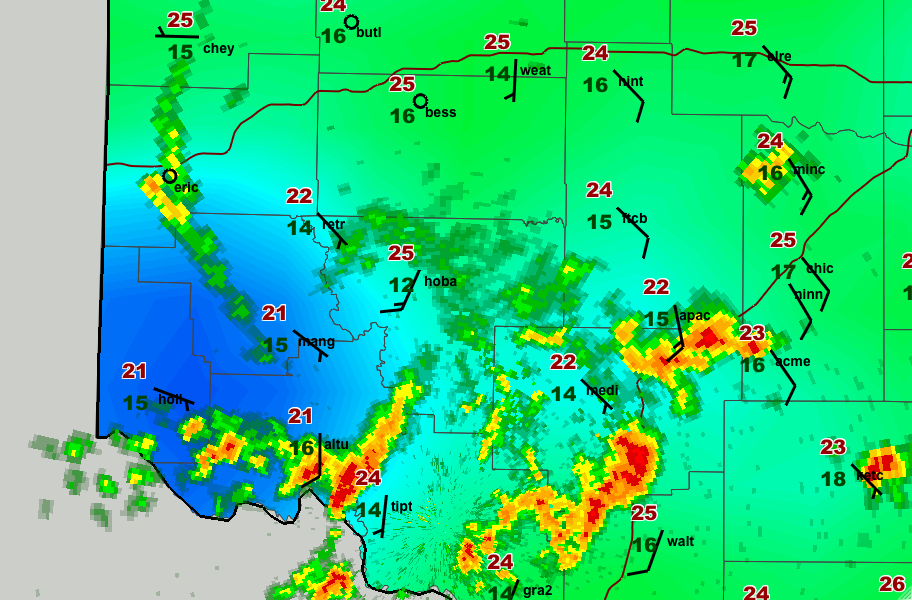 24
25
16 butl
15 chey
25
25
24
17 elre
14 weat
16 hint
25
16 bess
24
16 minc
eric
24
22
15 ftcb
14 retr
25
25
chic
17
12 hoba
22
ninn
21
15 apac
23
15 mang
22
16 acme
21
14 medi
15 holl
21
16 altu
23
24
18 ketc
14 tipt
25
16 walt
24
14 gra2
24
26